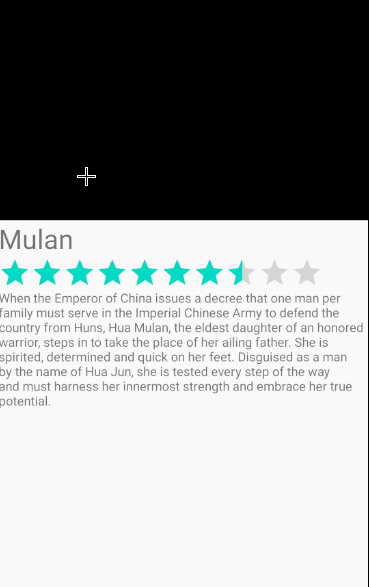 Mulan
When the Emperor of China issues a decree that one man per
family must serve in the Imperial Chinese Army to defend the
country from Huns, Hua Mulan, the eldest daughter of an honored
warrior, steps in to take the place of her ailing father. She is
spirited, determined and quick on her feet. Disguised as a man
by the name of Hua Jun, she is tested every step of the way
and must harness her innermost strength and embrace her true
potential.